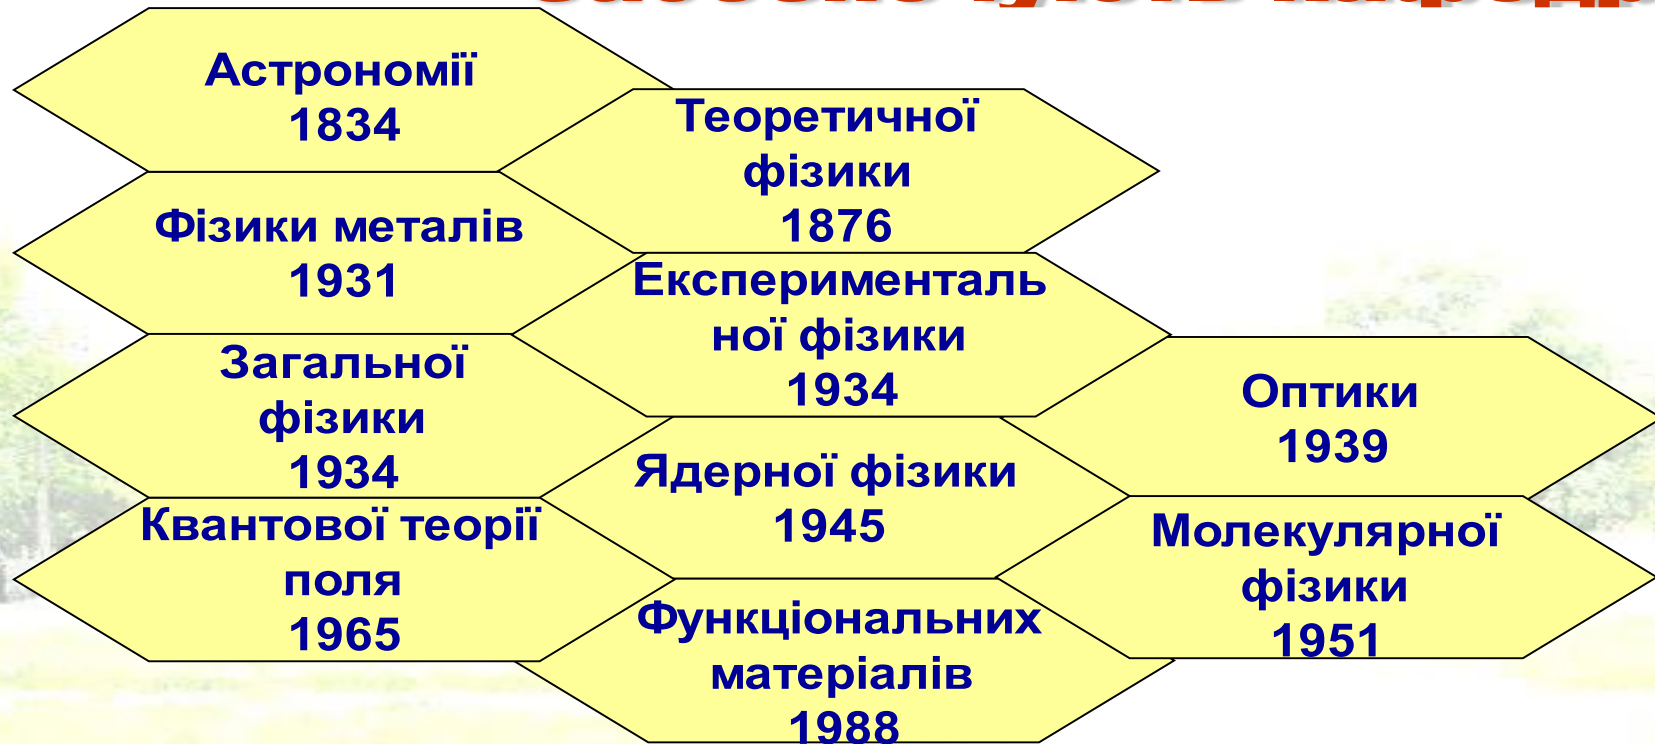 Астрономії
1834
Теоретичної
фізики
1876
Фізики металів
1931
Експерименталь
ної фізики
1934
Загальної
фізики
1934
Оптики
1939
Ядерної фізики
1945
Квантової теорії
поля
1965
Молекулярної
фізики
1951
Функціональних
матеріалів
1988